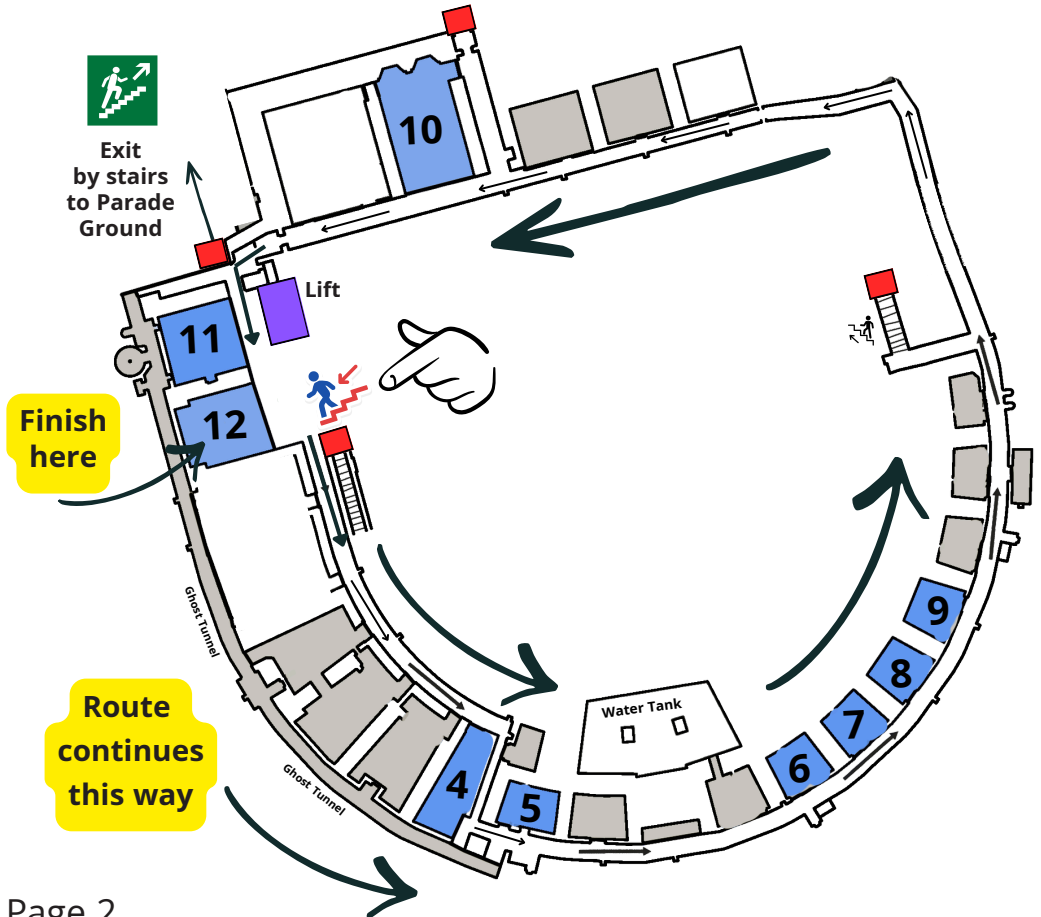 10
Exit
by stairs
to Parade
Ground
Lift
11
12
Finish
here
Ghost Tunnel
9
8
7
6
Water Tank
Route
continues
this way
4
5
Ghost Tunnel
Page 2